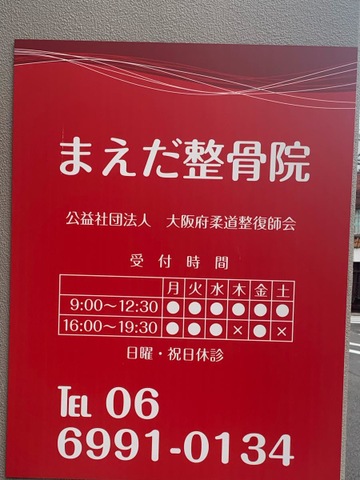 まえだ整骨院
公益社団法人 大阪府柔道整復師会
受付時間
月 火 水 木 金 土
9:00〜12:30 ● ● ● ● ● ●
16:00〜19:30 ● ● ● × ● ×
日曜・祝日休診
TEL 06
6991-0134